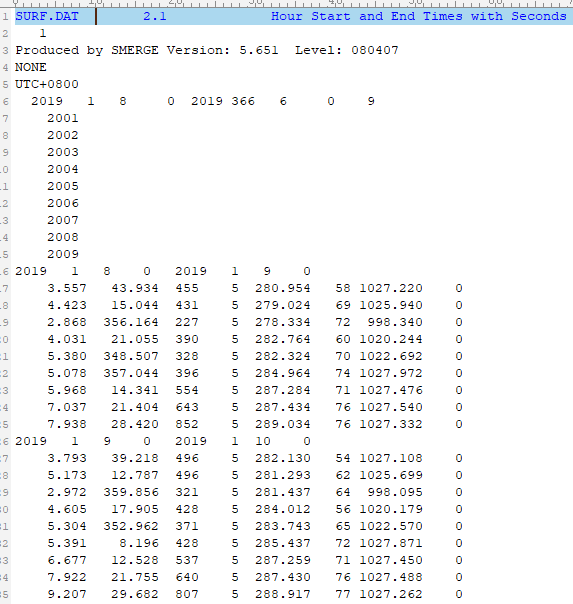 SURF.DAT 2.1 Hour Start and End Times with Seconds
1
Produced by SMERGE Version: 5.651 Level: 080407
NONE
UTC+0800
2019 1 8 0 2019 366 6 0 9
2001
2002
2003
2004
2005
2006
2007
2008
2009
2019 1 8 0 2019 1 9 0
3.557 43.934 455 5 280.954 58 1027.220 0
4.423 15.044 431 5 279.024 69 1025.940 0
2.868 356.164 227 5 278.334 72 998.340 0
4.031 21.055 390 5 282.764 60 1020.244 0
5.380 348.507 328 5 282.324 70 1022.692 0
5.078 357.044 396 5 284.964 74 1027.972 0
5.968 14.341 554 5 287.284 71 1027.476 0
7.037 21.404 643 5 287.434 76 1027.540 0
7.938 28.420 852 5 289.034 76 1027.332 0
2019 1 9 0 2019 1 10 0
3.793 39.218 496 5 282.130 54 1027.108 0
5.173 12.787 496 5 281.293 62 1025.699 0
2.972 359.856 321 5 281.437 64 998.095 0
4.605 17.905 428 5 284.012 56 1020.179 0
5.304 352.962 371 5 283.743 65 1022.570 0
5.391 8.196 428 5 285.437 72 1027.871 0
6.677 12.528 537 5 287.259 71 1027.450 0
7.922 21.755 640 5 287.430 76 1027.488 0
9.207 29.682 807 5 288.917 77 1027.262 0